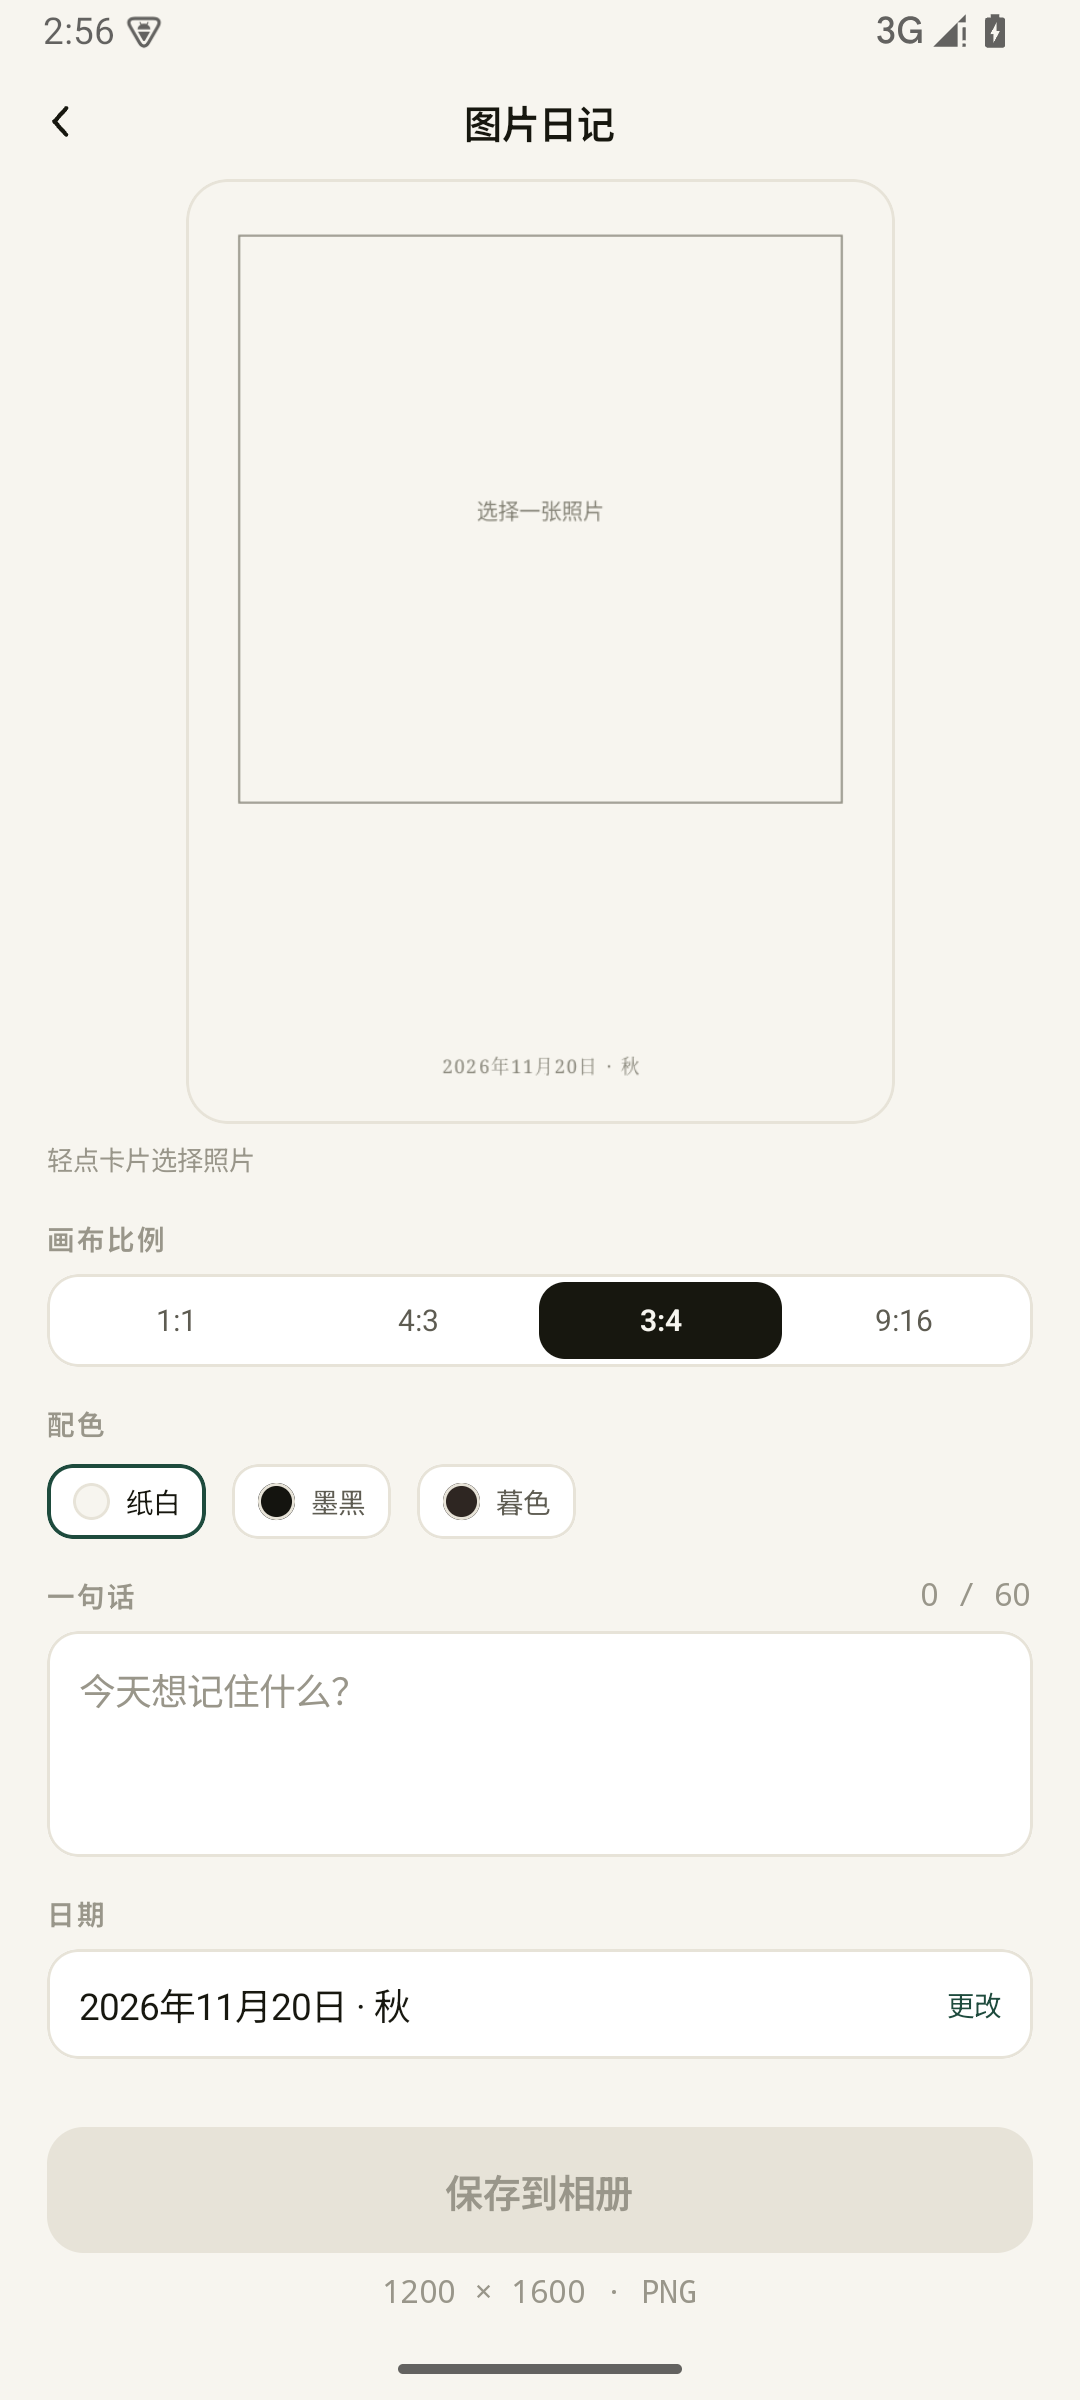 2:56
3G
图片日记
选择一张照片
2026年11月20日 · 秋
轻点卡片选择照片
画布比例
1:1 4:3 3:4 9:16
配色
纸白 墨黑 暮色
一句话 0 / 60
今天想记住什么？
日期
2026年11月20日 · 秋 更改
保存到相册
1200 × 1600 · PNG